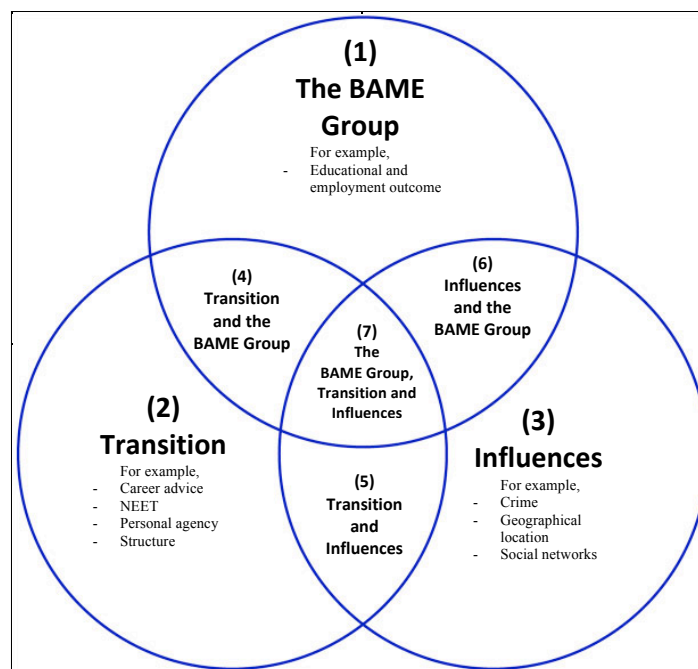 (1)
The BAME
Group
For example,
- Educational and
employment outcome
(4)
Transition
and the
BAME Group
(6)
Influences
and the
BAME Group
(7)
The
BAME Group,
Transition and
Influences
(2)
Transition
For example,
- Career advice
- NEET
- Personal agency
- Structure
(3)
Influences
For example,
- Crime
- Geographical
location
- Social networks
(5)
Transition
and
Influences